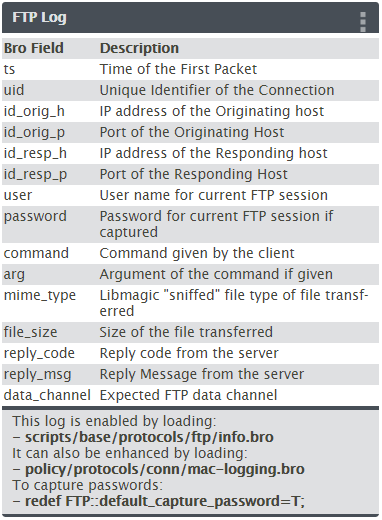 FTP Log
Bro Field Description
ts Time of the First Packet
uid Unique Identifier of the Connection
id_orig_h IP address of the Originating host
id_orig_p Port of the Originating Host
id_resp_h IP address of the Responding host
id_resp_p Port of the Responding Host
user User name for current FTP session
password Password for current FTP session if
captured
command Command given by the client
arg Argument of the command if given
mime_type Libmagic "sniffed" file type of file transf-
erred
file_size Size of the file transferred
reply_code Reply code from the server
reply_msg Reply Message from the server
data_channel Expected FTP data channel
This log is enabled by loading:
- scripts/base/protocols/ftp/info.bro
It can also be enhanced by loading:
- policy/protocols/conn/mac-logging.bro
To capture passwords:
- redef FTP::default_capture_password=T;